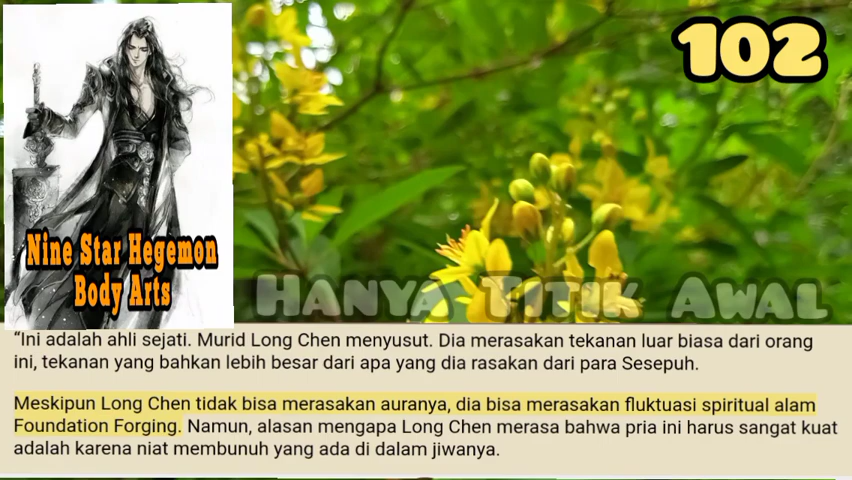 102
Nine Star Hegemon
Body Arts
HANYA TITIK AWAL
“Ini adalah ahli sejati. Murid Long Chen menyusut. Dia merasakan tekanan luar biasa dari orang
ini, tekanan yang bahkan lebih besar dari apa yang dia rasakan dari para Sesepuh.
Meskipun Long Chen tidak bisa merasakan auranya, dia bisa merasakan fluktuasi spiritual alam
Foundation Forging. Namun, alasan mengapa Long Chen merasa bahwa pria ini harus sangat kuat
adalah karena niat membunuh yang ada di dalam jiwanya.